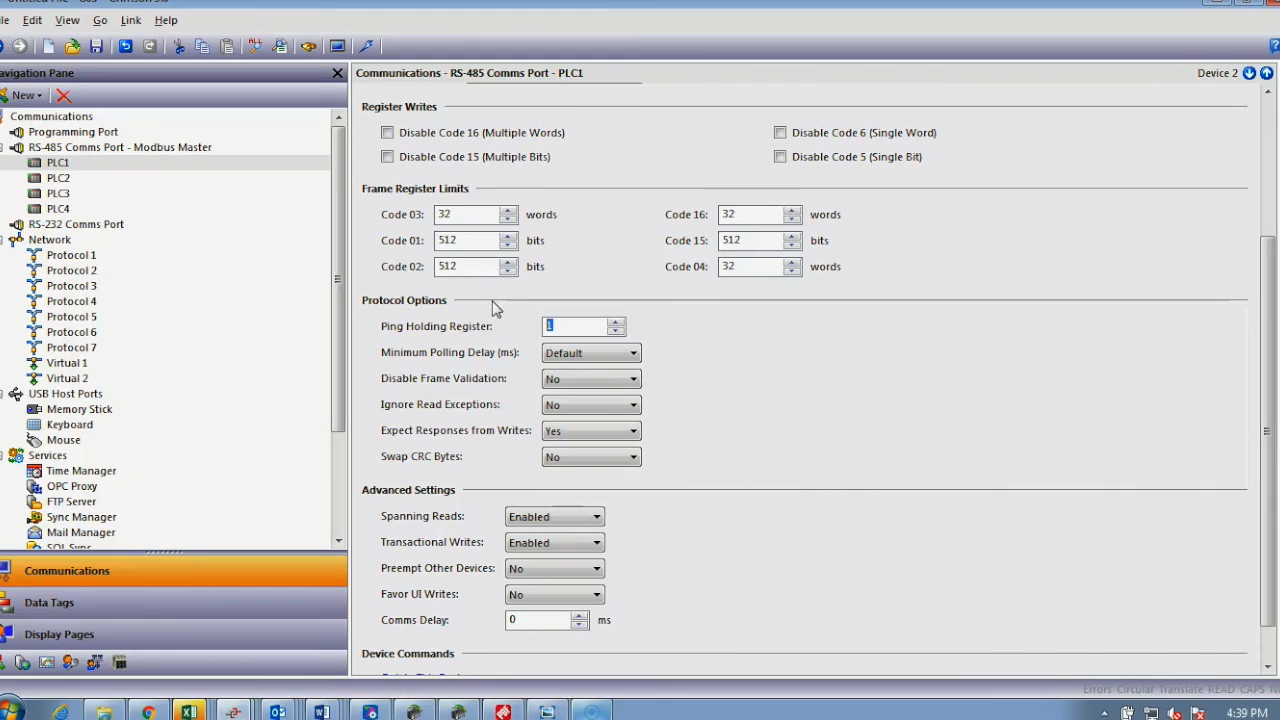 Edit View Go Link Help
Navigation Pane
New
Communications
Programming Port
RS-485 Comms Port - Modbus Master
PLC1
PLC2
PLC3
PLC4
RS-232 Comms Port
Network
Protocol 1
Protocol 2
Protocol 3
Protocol 4
Protocol 5
Protocol 6
Protocol 7
Virtual 1
Virtual 2
USB Host Ports
Memory Stick
Keyboard
Mouse
Services
Time Manager
OPC Proxy
FTP Server
Sync Manager
Mail Manager
SQL Sync
Communications
Data Tags
Display Pages
Communications - RS-485 Comms Port - PLC1 Device 2
Register Writes
Disable Code 16 (Multiple Words) Disable Code 6 (Single Word)
Disable Code 15 (Multiple Bits) Disable Code 5 (Single Bit)
Frame Register Limits
Code 03: 32 words Code 16: 32 words
Code 01: 512 bits Code 15: 512 bits
Code 02: 512 bits Code 04: 32 words
Protocol Options
Ping Holding Register: 1
Minimum Polling Delay (ms): Default
Disable Frame Validation: No
Ignore Read Exceptions: No
Expect Responses from Writes: Yes
Swap CRC Bytes: No
Advanced Settings
Spanning Reads: Enabled
Transactional Writes: Enabled
Preempt Other Devices: No
Favor UI Writes: No
Comms Delay: 0 ms
Device Commands
Errors Circular Translate READ CAPS
4:39 PM